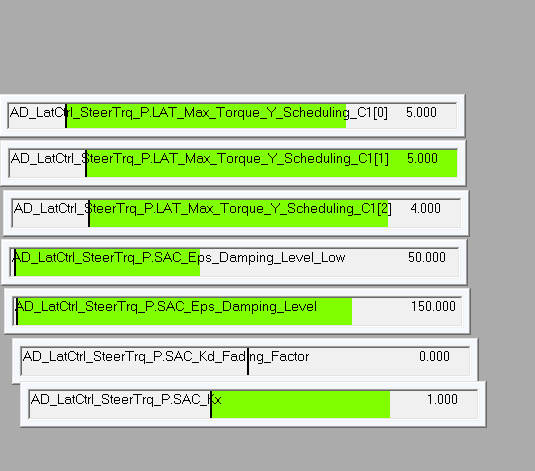 AD_LatCtrl_SteerTrq_P.LAT_Max_Torque_Y_Scheduling_C1[0] 5.000
AD_LatCtrl_SteerTrq_P.LAT_Max_Torque_Y_Scheduling_C1[1] 5.000
AD_LatCtrl_SteerTrq_P.LAT_Max_Torque_Y_Scheduling_C1[2] 4.000
AD_LatCtrl_SteerTrq_P.SAC_Eps_Damping_Level_Low 50.000
AD_LatCtrl_SteerTrq_P.SAC_Eps_Damping_Level 150.000
AD_LatCtrl_SteerTrq_P.SAC_Kd_Fading_Factor 0.000
AD_LatCtrl_SteerTrq_P.SAC_Kx 1.000